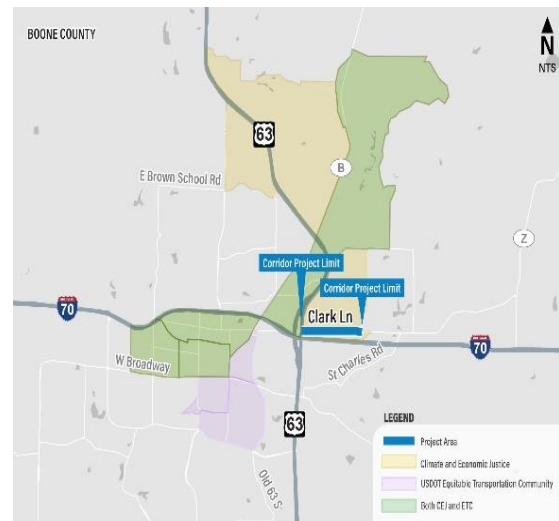 BOONE COUNTY
N
NTS
63
E Brown School Rd
B
Z
Corridor Project Limit
Corridor Project Limit
Clark Ln
70
W Broadway
St Charles Rd
70
63
Old 63 S
LEGEND
Project Area
Climate and Economic Justice
USDOT Equitable Transportation Community
Both CEJ and ETC